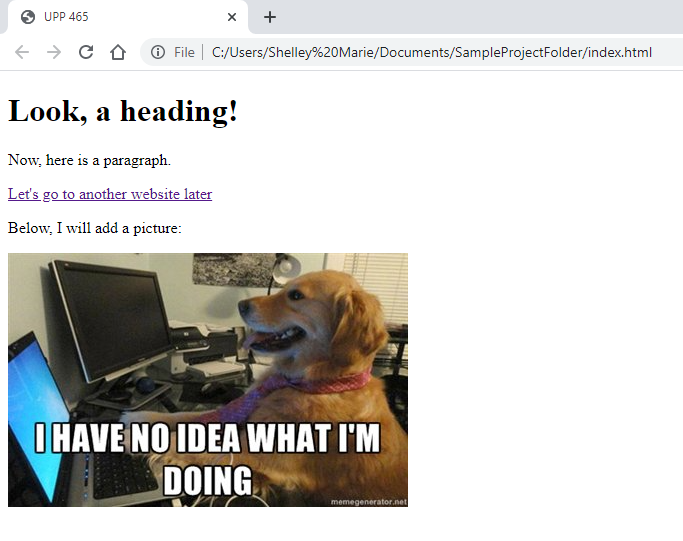 UPP 465
File C:/Users/Shelley%20Marie/Documents/SampleProjectFolder/index.html
Look, a heading!
Now, here is a paragraph.
Let's go to another website later
Below, I will add a picture:
I HAVE NO IDEA WHAT I'M
DOING
memegenerator.net